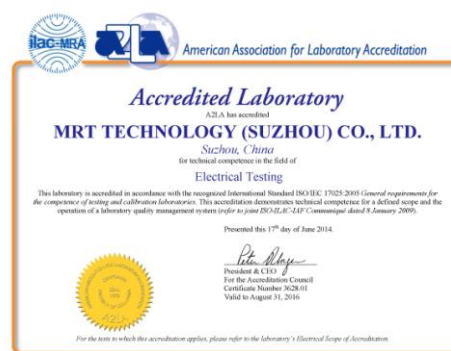 ilac-MRA
A2LA
American Association for Laboratory Accreditation
Accredited Laboratory
A2LA has accredited
MRT TECHNOLOGY (SUZHOU) CO., LTD.
Suzhou, China
for technical competence in the field of
Electrical Testing
This laboratory is accredited in accordance with the recognized International Standard ISO/IEC 17025:2005 General requirements for
the competence of testing and calibration laboratories. This accreditation demonstrates technical competence for a defined scope and the
operation of a laboratory quality management system (refer to joint ISO-ILAC-IAF Communiqué dated 8 January 2009).
Presented this 17th day of June 2014.
President & CEO
For the Accreditation Council
Certificate Number 3628.01
Valid to August 31, 2016
A2LA
For the tests to which this accreditation applies, please refer to the laboratory's Electrical Scope of Accreditation.